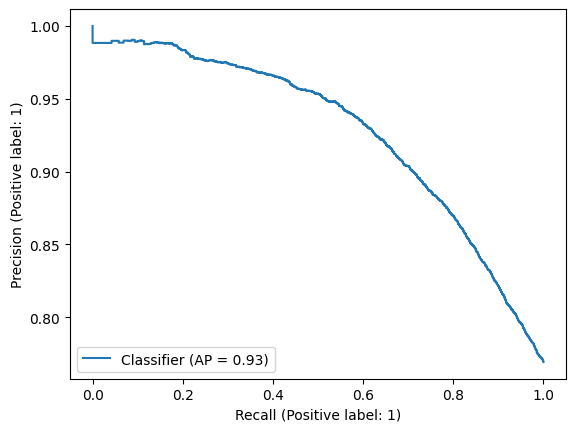 1.00
0.95
0.90
0.85
0.80
Precision (Positive label: 1)
Classifier (AP = 0.93)
0.0 0.2 0.4 0.6 0.8 1.0
Recall (Positive label: 1)